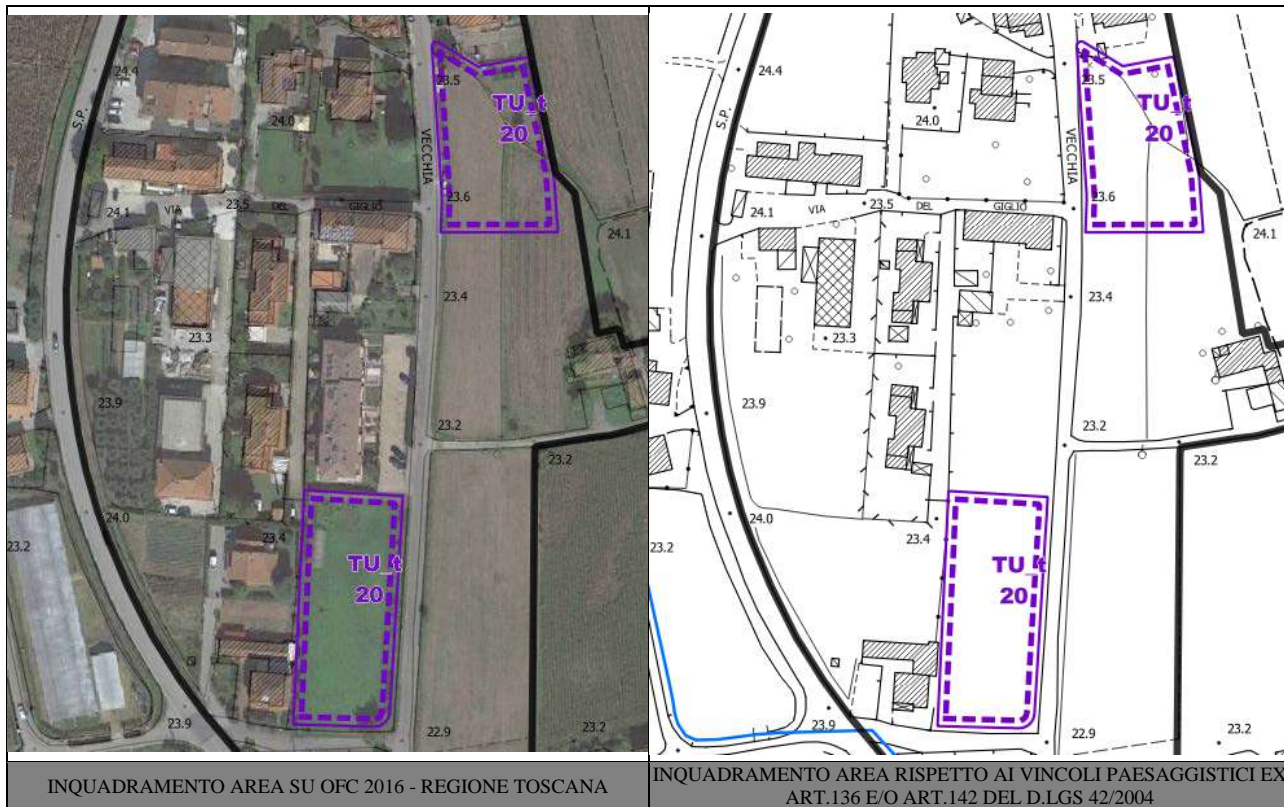 24.4
S.P.
23.5
TU_t
20
24.0
VECCHIA
23.6
24.1
VIA
23.5
DEL
GIGLIO
24.1
23.4
23.3
23.9
23.2
23.2
24.0
23.4
23.2
TU_t
20
23.9
22.9
23.2
INQUADRAMENTO AREA SU OFC 2016 - REGIONE TOSCANA
24.4
S.P.
23.5
TU_t
20
24.0
VECCHIA
23.6
24.1
VIA
23.5
DEL
GIGLIO
24.1
23.4
23.3
23.9
23.2
23.2
24.0
23.4
23.2
TU_t
20
23.9
22.9
23.2
INQUADRAMENTO AREA RISPETTO AI VINCOLI PAESAGGISTICI EX
ART.136 E/O ART.142 DEL D.LGS 42/2004